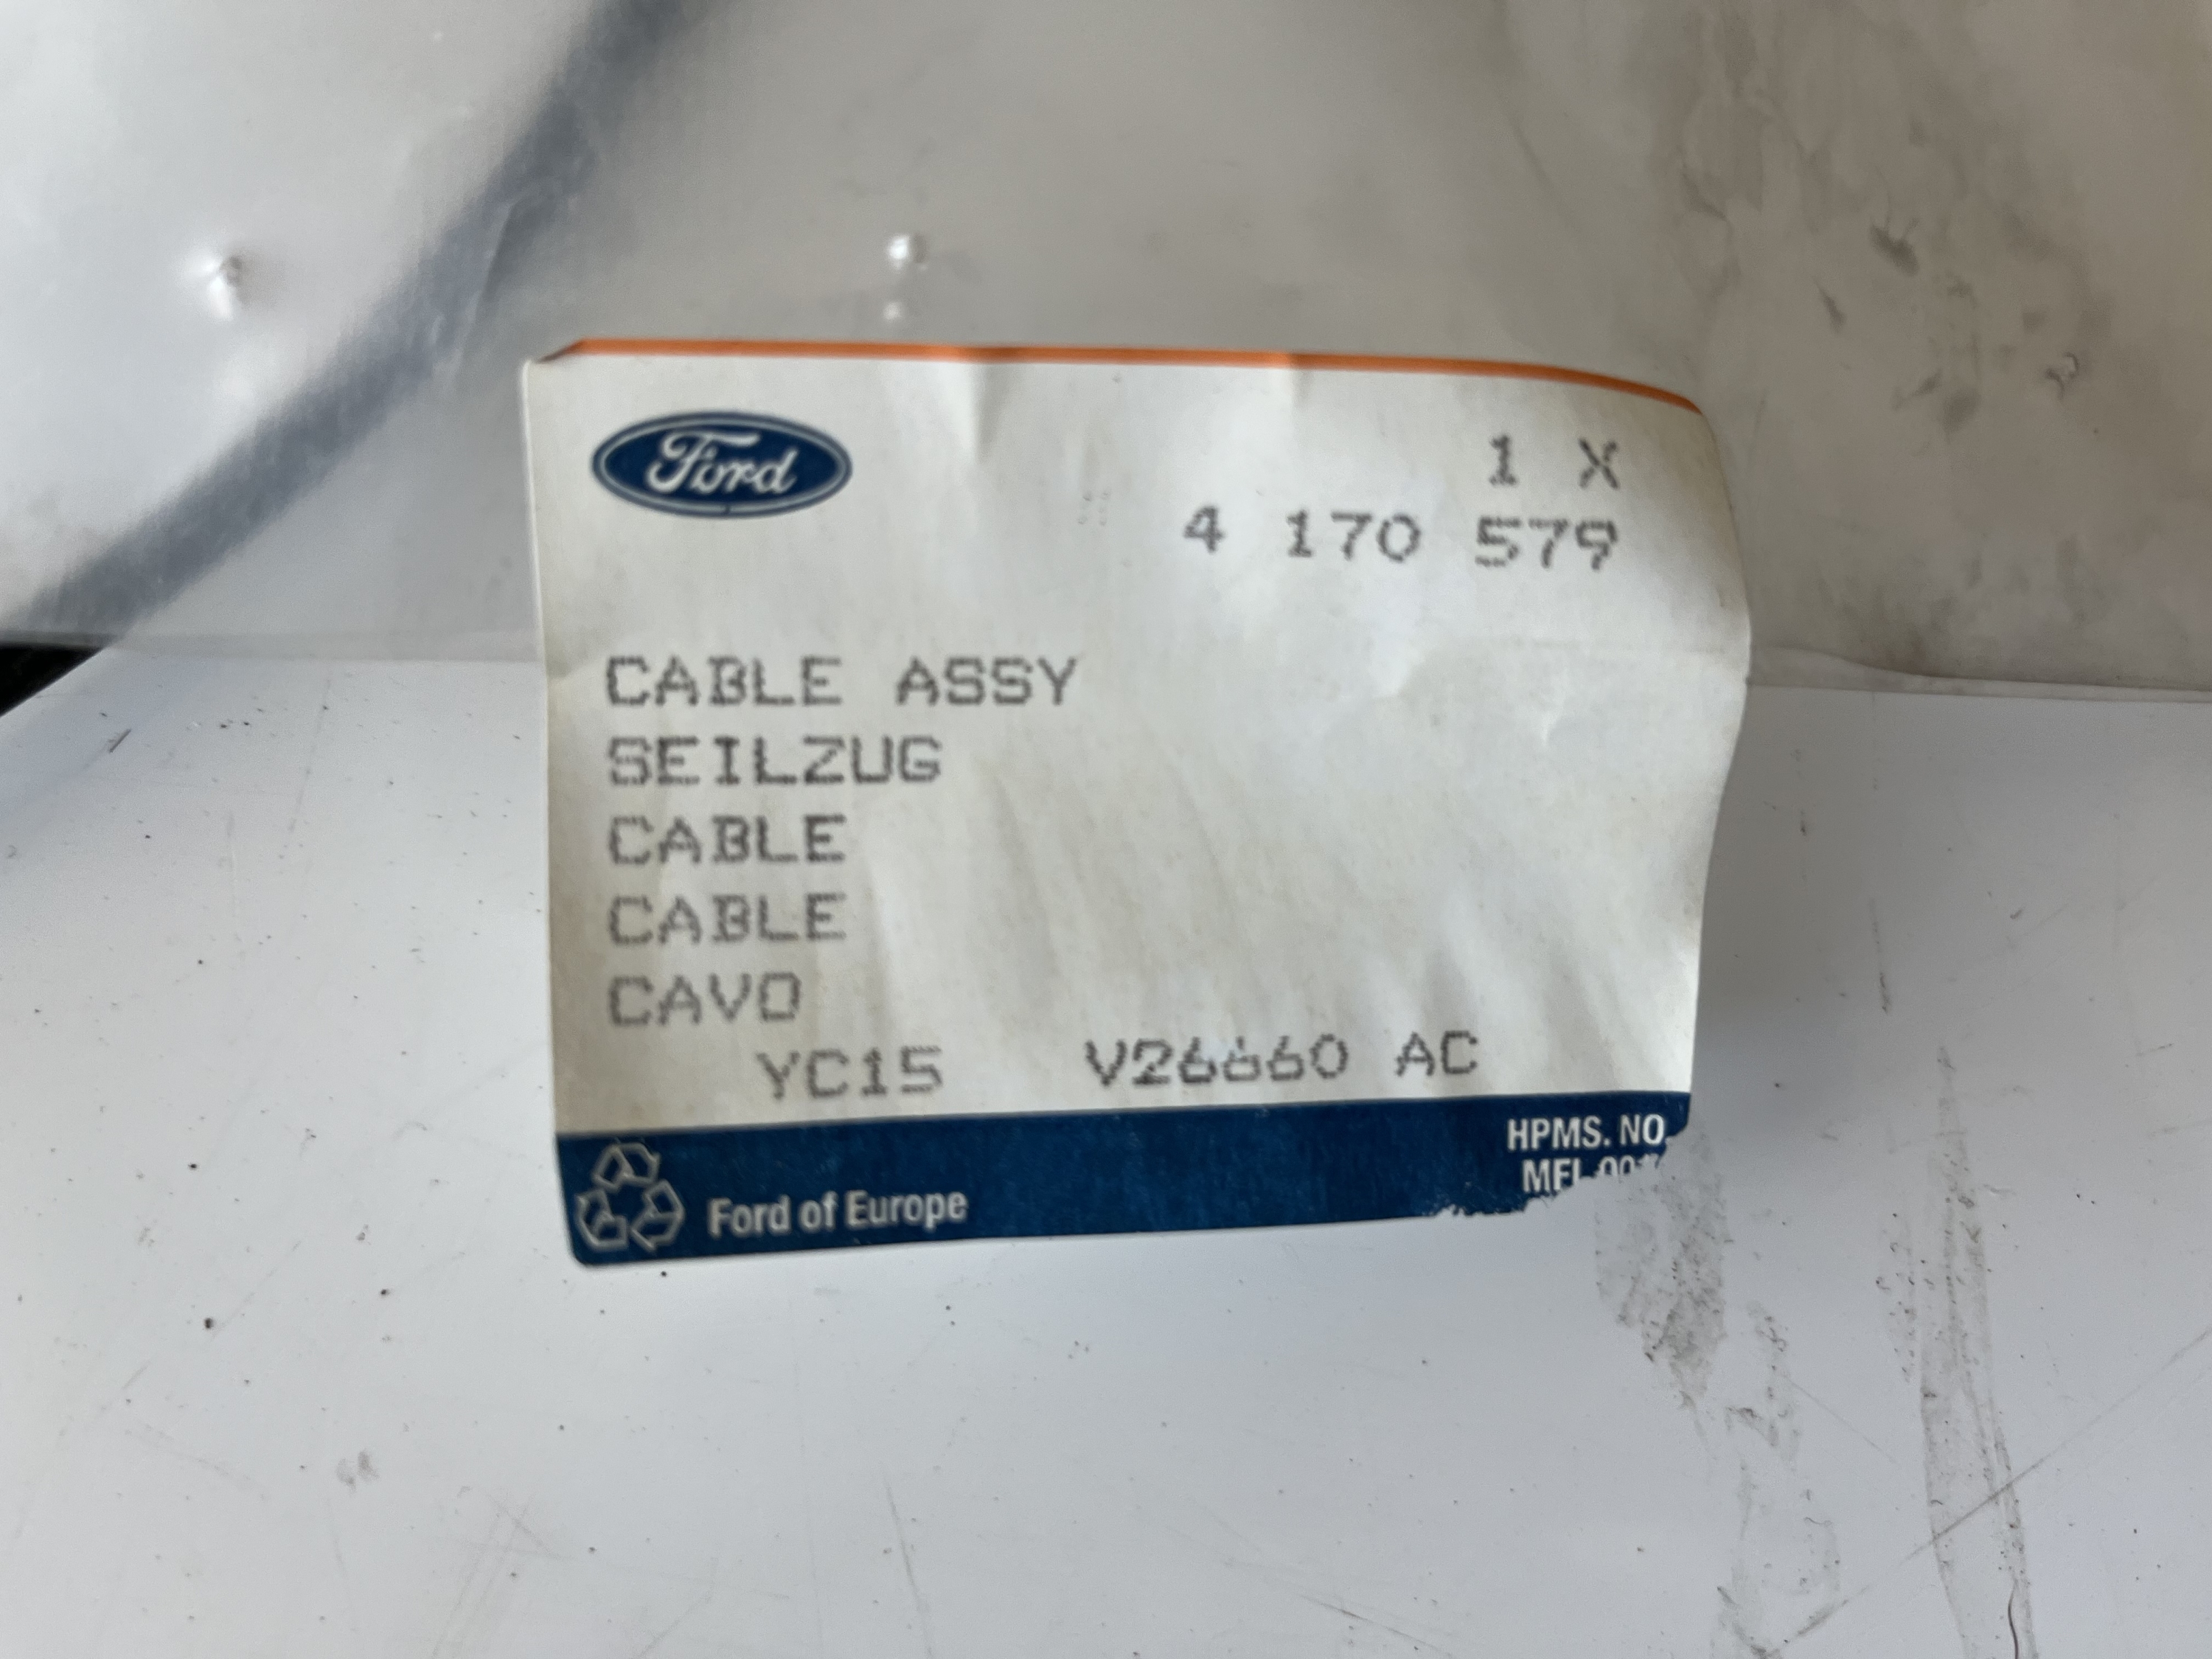 Ford
1 X
4 170 579
CABLE ASSY
SEILZUG
CABLE
CABLE
CAVO
YC15 V26660 AC
HPMS. NO
Ford of Europe